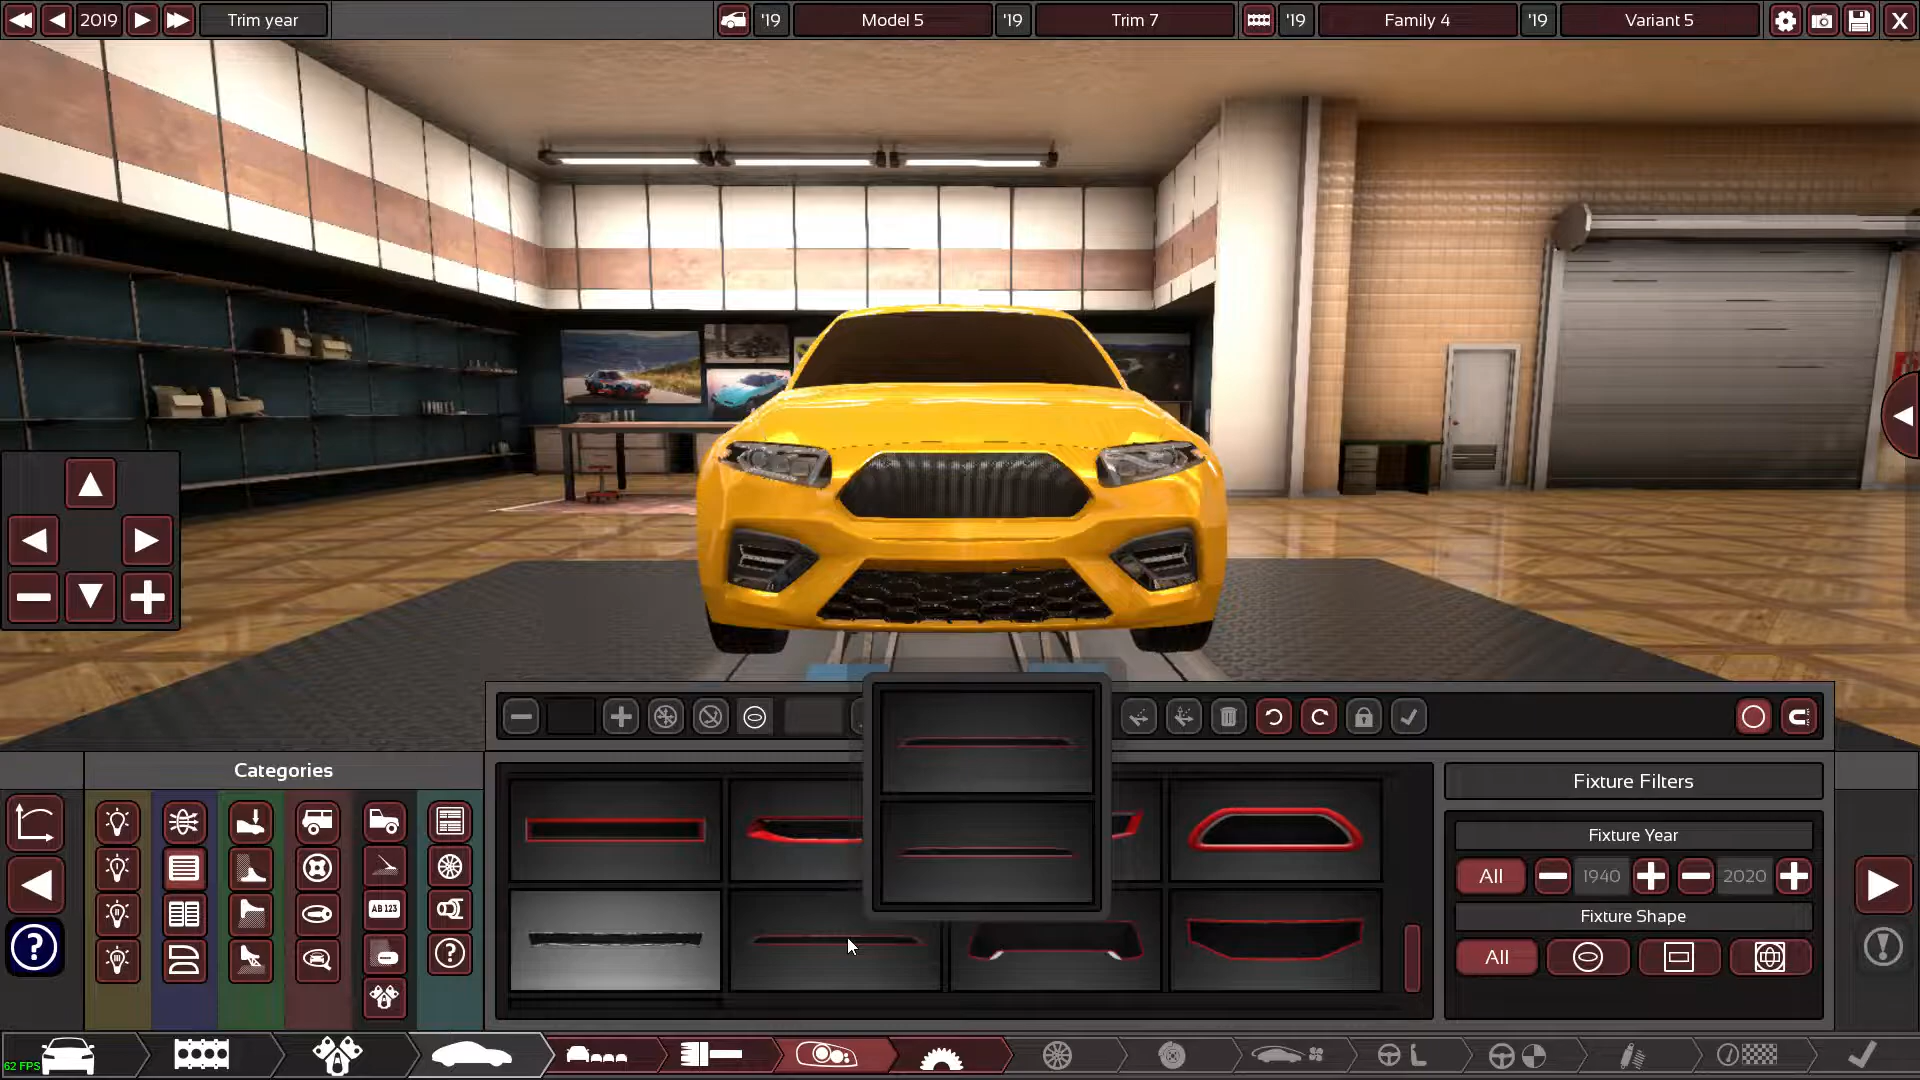 2019
Trim year
'19
Model 5
'19
Trim 7
'19
Family 4
'19
Variant 5
Categories
AB 123
Fixture Filters
Fixture Year
All
1940
2020
Fixture Shape
All
62 FPS